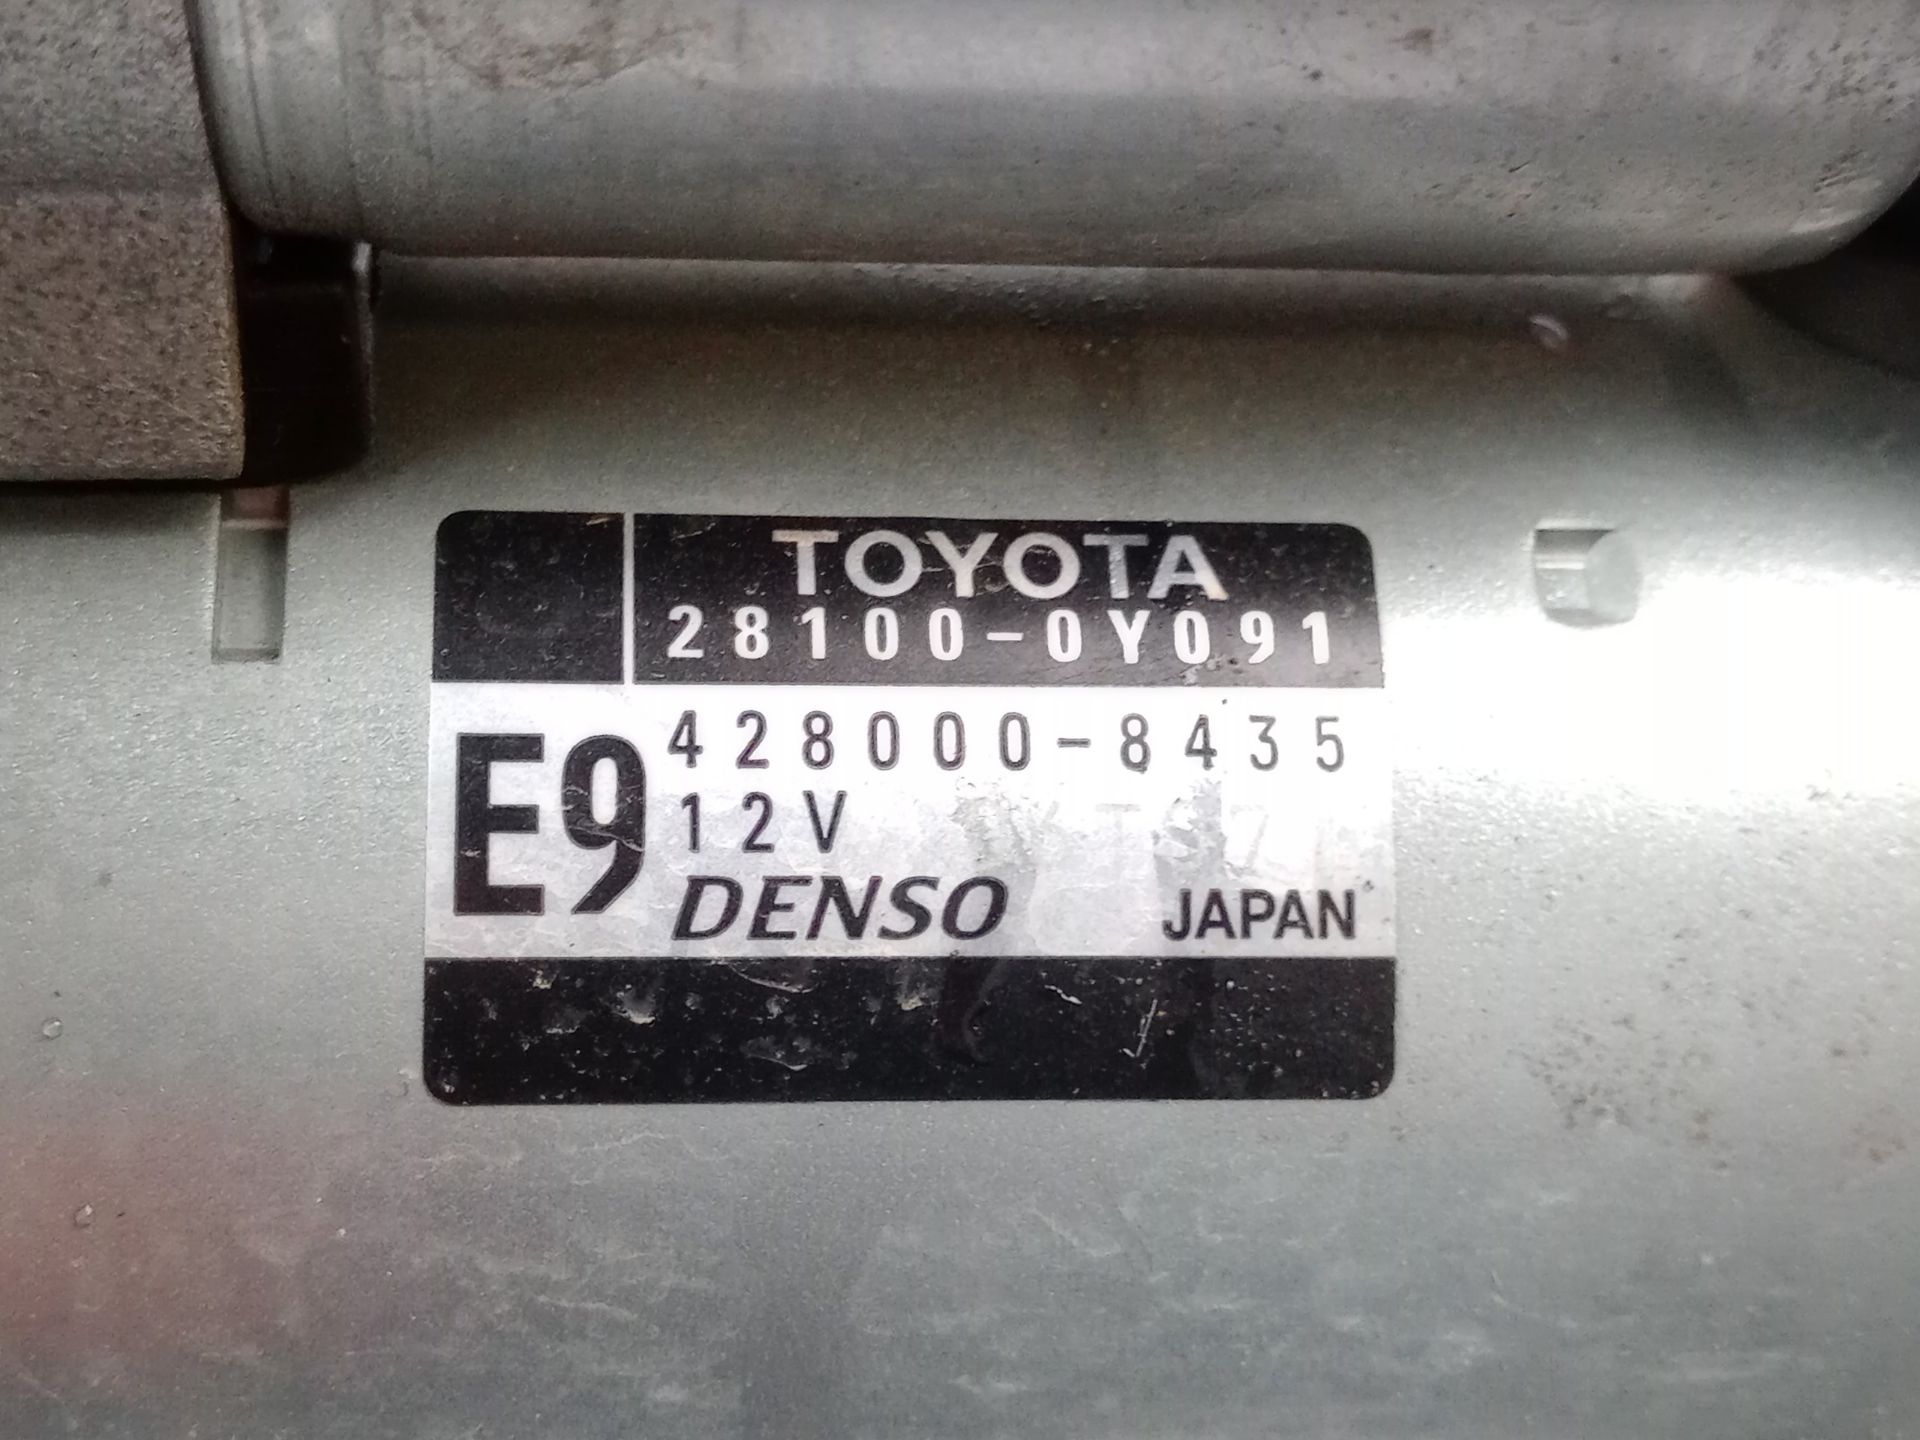 TOYOTA
28100-0Y091
E9
428000-8435
12V
DENSO JAPAN